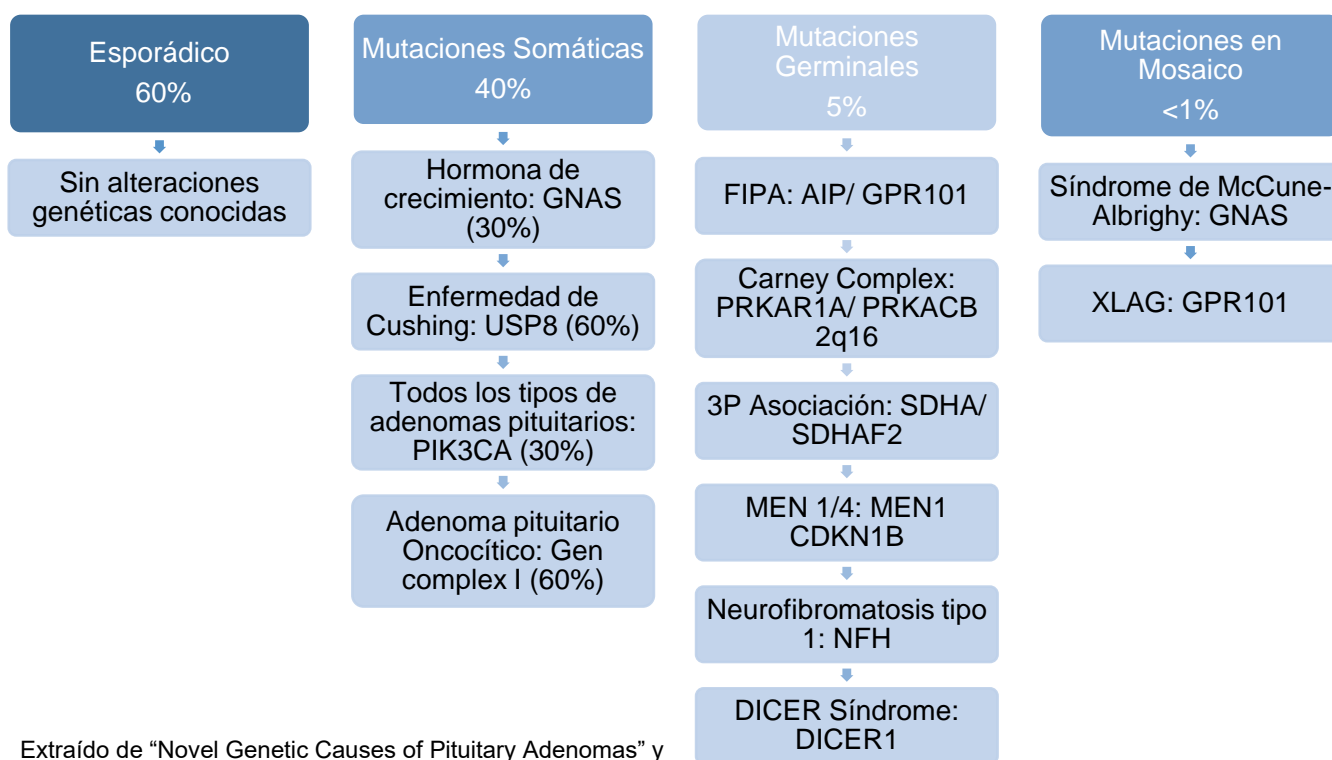 Esporádico
60%
Sin alteraciones
genéticas conocidas
Mutaciones Somáticas
40%
Hormona de
crecimiento: GNAS
(30%)
Enfermedad de
Cushing: USP8 (60%)
Todos los tipos de
adenomas pituitarios:
PIK3CA (30%)
Adenoma pituitario
Oncocítico: Gen
complex I (60%)
Mutaciones
Germinales
5%
FIPA: AIP/ GPR101
Carney Complex:
PRKAR1A/ PRKACB
2q16
3P Asociación: SDHA/
SDHAF2
MEN 1/4: MEN1
CDKN1B
Neurofibromatosis tipo
1: NFH
DICER Síndrome:
DICER1
Mutaciones en
Mosaico
<1%
Síndrome de McCune-
Albrighy: GNAS
XLAG: GPR101
Extraído de “Novel Genetic Causes of Pituitary Adenomas” y